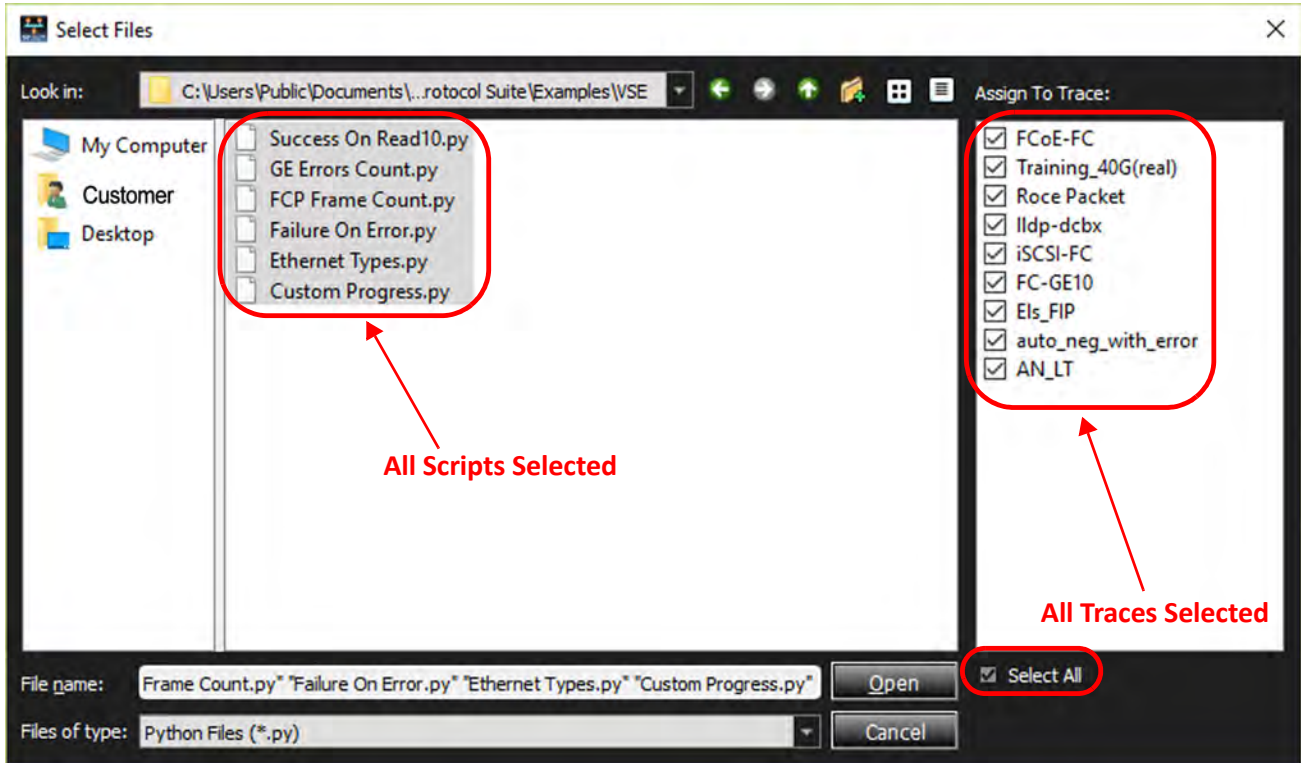 Select Files
Look in:
C:\Users\Public\Documents\...rotocol Suite\Examples\VSE
Assign To Trace:
My Computer
Customer
Desktop
Success On Read10.py
GE Errors Count.py
FCP Frame Count.py
Failure On Error.py
Ethernet Types.py
Custom Progress.py
All Scripts Selected
FCoE-FC
Training_40G(real)
Roce Packet
lldp-dcbx
iSCSI-FC
FC-GE10
Els_FIP
auto_neg_with_error
AN_LT
All Traces Selected
File name:
Frame Count.py" "Failure On Error.py" "Ethernet Types.py" "Custom Progress.py"
Open
Select All
Files of type:
Python Files (*.py)
Cancel